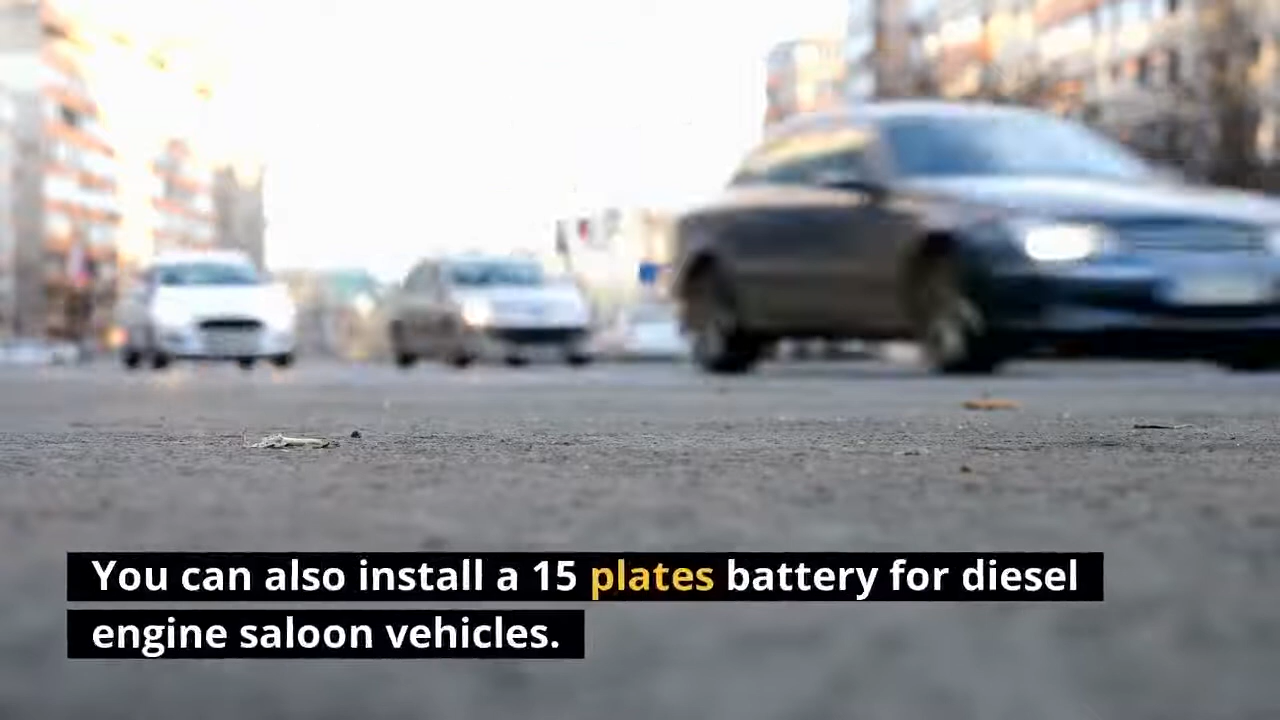 You can also install a 15 plates battery for diesel
engine saloon vehicles.